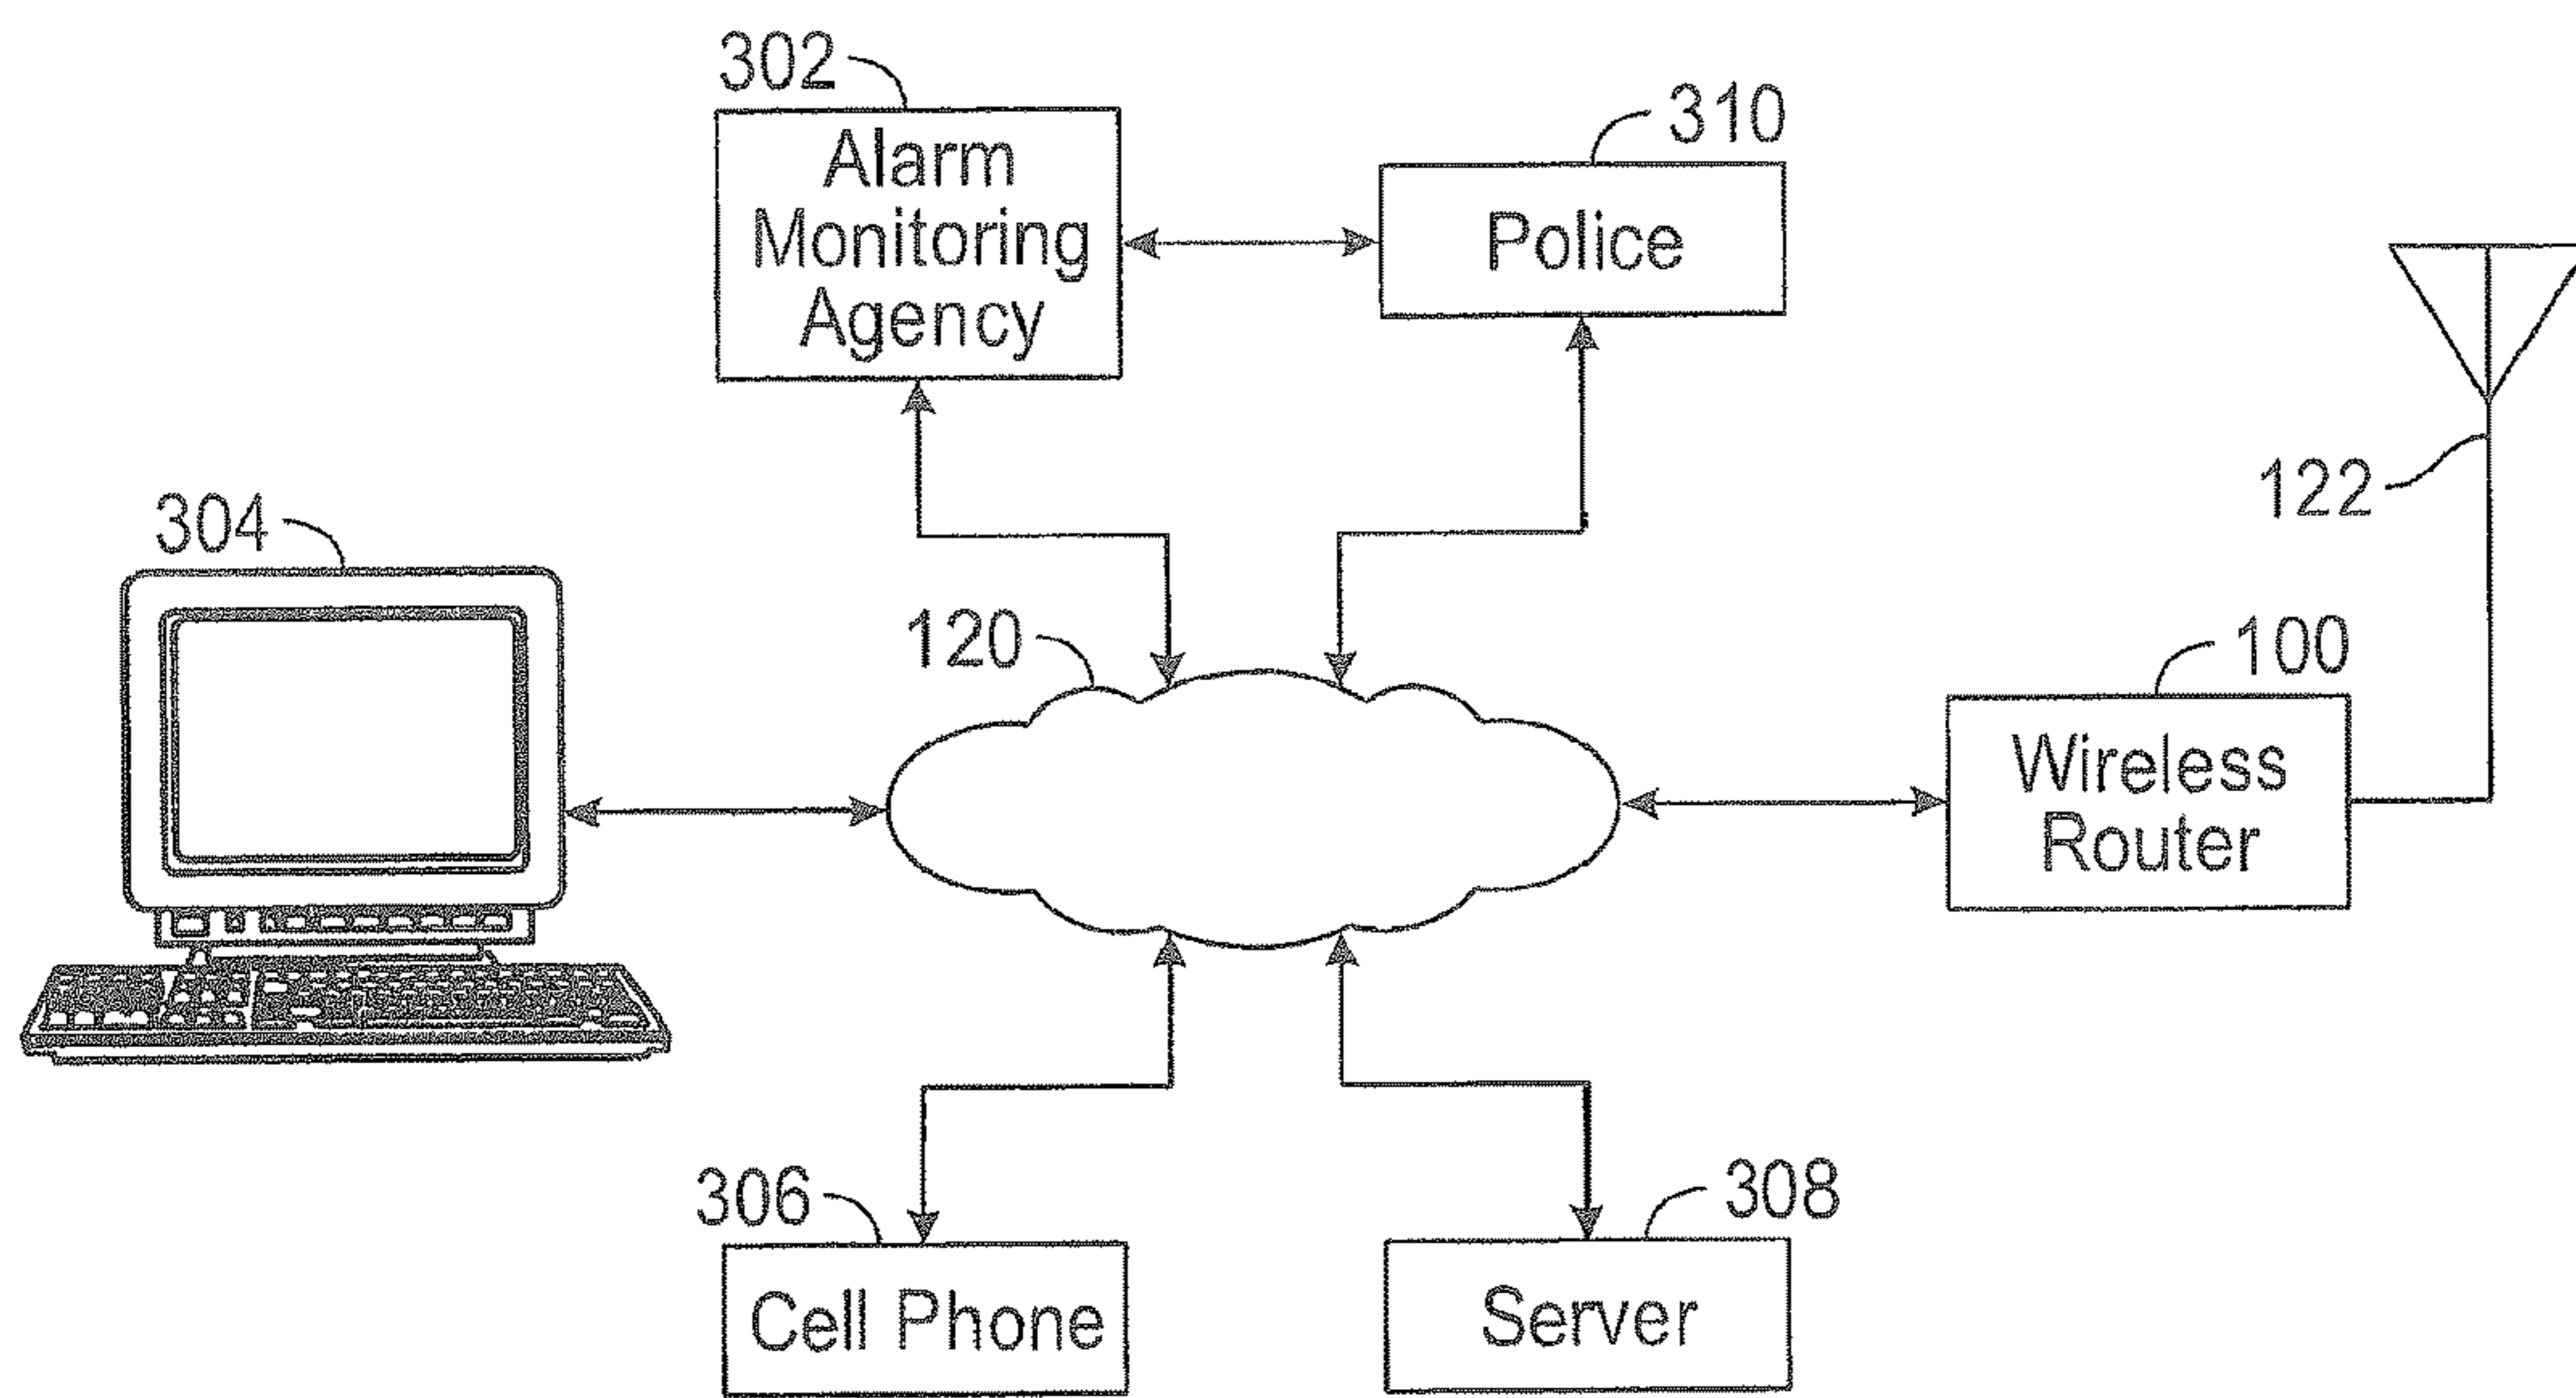 302
Alarm
Monitoring
Agency
310
Police
122
304
120
100
Wireless
Router
306
Cell Phone
308
Server